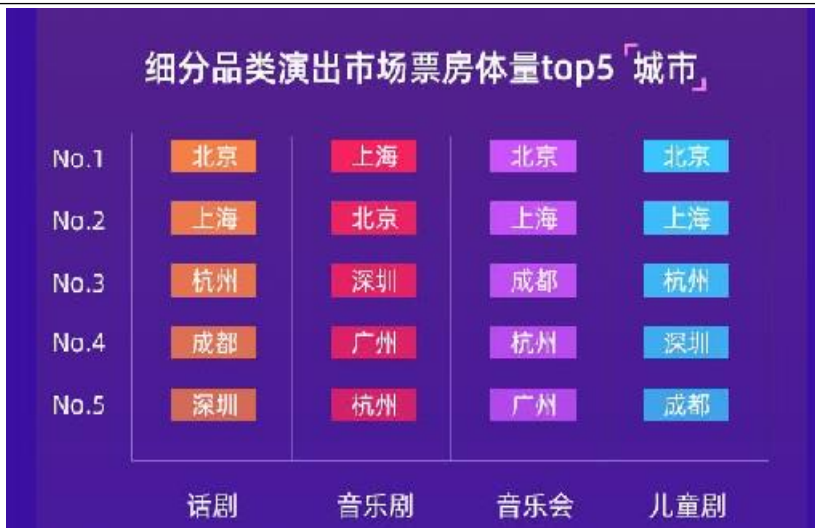 细分品类演出市场票房体量top5「城市」
No.1 北京 上海 北京 北京
No.2 上海 北京 上海 上海
No.3 杭州 深圳 成都 杭州
No.4 成都 广州 杭州 深圳
No.5 深圳 杭州 广州 成都
话剧 音乐剧 音乐会 儿童剧